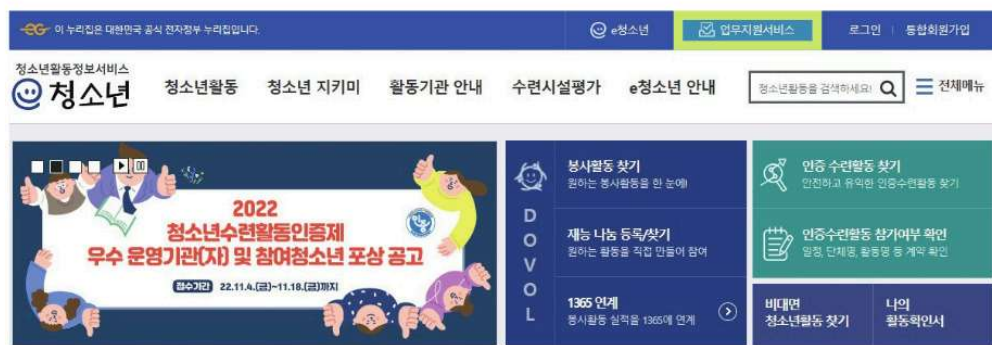 이 누리집은 대한민국 공식 전자정부 누리집입니다.
e청소년
업무지원서비스
로그인
통합회원가입
청소년활동정보서비스
e청소년
청소년활동
청소년 지키미
활동기관 안내
수련시설평가
e청소년 안내
청소년활동을 검색하세요!
전체메뉴
2022
청소년수련활동인증제
우수 운영기관(자) 및 참여청소년 포상 공고
접수기간 22.11.4.(금)~11.18.(금)까지
DOVOL
봉사활동 찾기
원하는 봉사활동을 한 눈에!
재능 나눔 등록/찾기
원하는 활동을 직접 만들어 참여
1365 연계
봉사활동 실적을 1365에 연계
인증 수련활동 찾기
안전하고 유익한 인증수련활동 찾기
인증수련활동 참가여부 확인
일정, 단체명, 활동명 등 계약 확인
비대면
청소년활동 찾기
나의
활동확인서